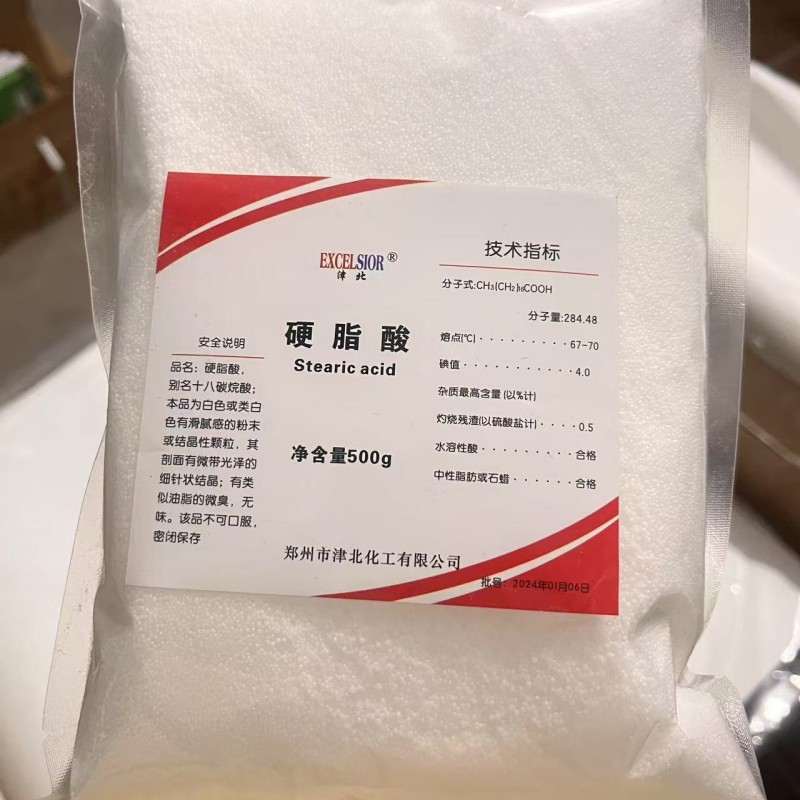 EXCELSIOR®
津北
硬脂酸
Stearic acid
净含量500g
安全说明
品名：硬脂酸，
别名十八碳烷酸；
本品为白色或类白
色有滑腻感的粉末
或结晶性颗粒，其
剖面有微带光泽的
细针状结晶；有类
似油脂的微臭，无
味。该品不可口服，
密闭保存
技术指标
分子式:CH₃(CH₂)₁₆COOH
分子量:284.48
熔点(℃)·········67-70
碘值···········4.0
杂质最高含量(以%计)
灼烧残渣(以硫酸盐计)····0.5
水溶性酸·········合格
中性脂肪或石蜡······合格
郑州市津北化工有限公司
批号：2024年01月06日